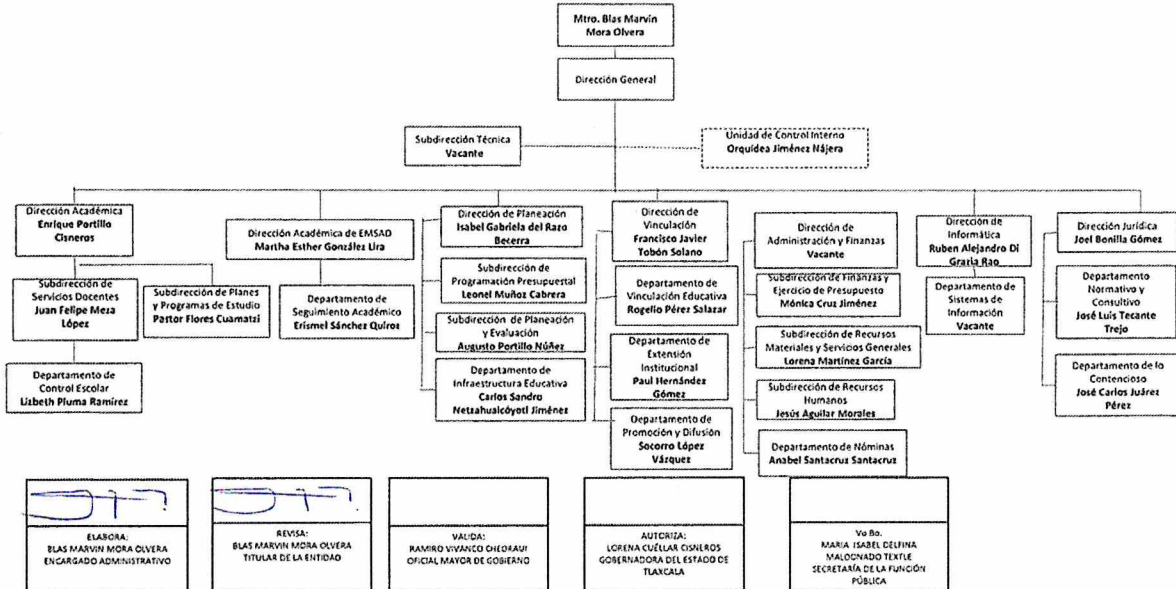 Mtro. Blas Marvin
Mora Olvera
Dirección General
Subdirección Técnica
Vacante
Unidad de Control Interno
Orquídea Jiménez Nájera
Dirección Académica
Enrique Portillo
Cisneros
Subdirección de
Servicios Docentes
Juan Felipe Meza
López
Subdirección de Planes
y Programas de Estudio
Pastor Flores Cuamatzi
Departamento de
Control Escolar
Lizbeth Pluma Ramírez
Dirección Académica de EMSAD
Martha Esther González Lira
Departamento de
Seguimiento Académico
Erismel Sánchez Quiroz
Dirección de Planeación
Isabel Gabriela del Razo
Becerra
Subdirección de
Programación Presupuestal
Leonel Muñoz Cabrera
Subdirección de Planeación
y Evaluación
Augusto Portillo Núñez
Departamento de
Infraestructura Educativa
Carlos Sandro
Netzahualcóyotl Jiménez
Dirección de
Vinculación
Francisco Javier
Tobón Solano
Departamento de
Vinculación Educativa
Rogelio Pérez Salazar
Departamento de
Extensión
Institucional
Paul Hernández
Gómez
Departamento de
Promoción y Difusión
Socorro López
Vázquez
Dirección de
Administración y Finanzas
Vacante
Subdirección de Finanzas y
Ejercicio de Presupuesto
Mónica Cruz Jiménez
Subdirección de Recursos
Materiales y Servicios Generales
Lorena Martínez García
Subdirección de Recursos
Humanos
Jesús Aguilar Morales
Departamento de Nóminas
Anabel Santacruz Santacruz
Dirección de
Informática
Ruben Alejandro Di
Grazia Rao
Departamento de
Sistemas de
Información
Vacante
Dirección Jurídica
Joel Bonilla Gómez
Departamento
Normativo y
Consultivo
José Luis Tecante
Trejo
Departamento de lo
Contencioso
José Carlos Juárez
Pérez
ELABORA:
BLAS MARVIN MORA OLVERA
ENCARGADO ADMINISTRATIVO
REVISA:
BLAS MARVIN MORA OLVERA
TITULAR DE LA ENTIDAD
VALIDA:
RAMIRO VIVANCO CHEDRAUI
OFICIAL MAYOR DE GOBIERNO
AUTORIZA:
LORENA CUÉLLAR CISNEROS
GOBERNADORA DEL ESTADO DE
TLAXCALA
Vo Bo.
MARIA ISABEL DELFINA
MALDONADO TEXTLE
SECRETARÍA DE LA FUNCIÓN
PÚBLICA